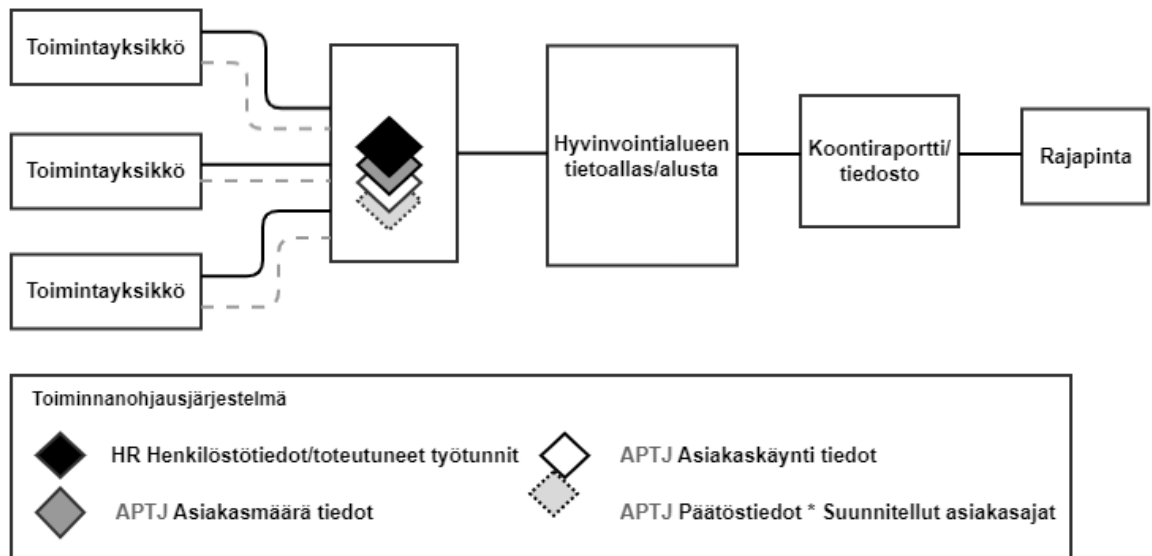 Toimintayksikkö
Toimintayksikkö
Toimintayksikkö
Hyvinvointialueen
tietoallas/alusta
Koontiraportti/
tiedosto
Rajapinta
Toiminnanohjausjärjestelmä
HR Henkilöstötiedot/toteutuneet työtunnit
APTJ Asiakaskäynti tiedot
APTJ Asiakasmäärä tiedot
APTJ Päätöstiedot * Suunnitellut asiakasajat